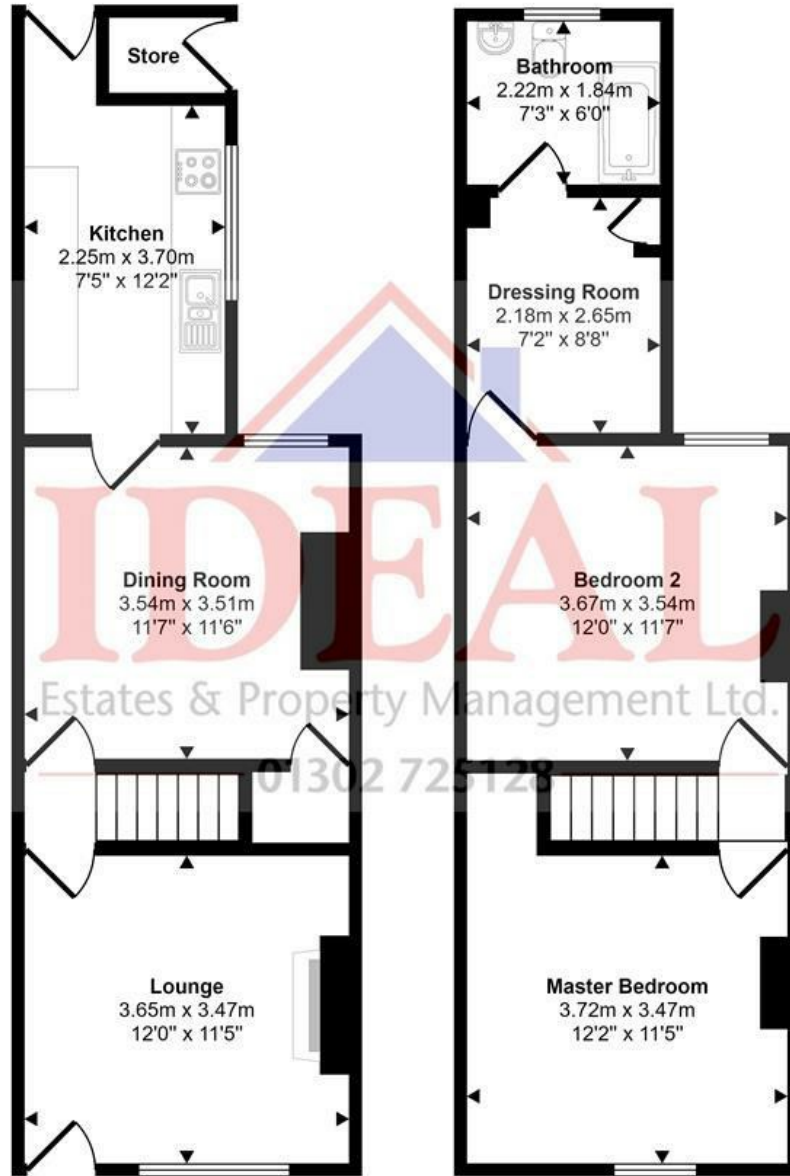 Store
Kitchen
2.25m x 3.70m
7'5" x 12'2"
Dining Room
3.54m x 3.51m
11'7" x 11'6"
Lounge
3.65m x 3.47m
12'0" x 11'5"
Bathroom
2.22m x 1.84m
7'3" x 6'0"
Dressing Room
2.18m x 2.65m
7'2" x 8'8"
Bedroom 2
3.67m x 3.54m
12'0" x 11'7"
Master Bedroom
3.72m x 3.47m
12'2" x 11'5"
IDEAL
Estates & Property Management Ltd.
01302 725128